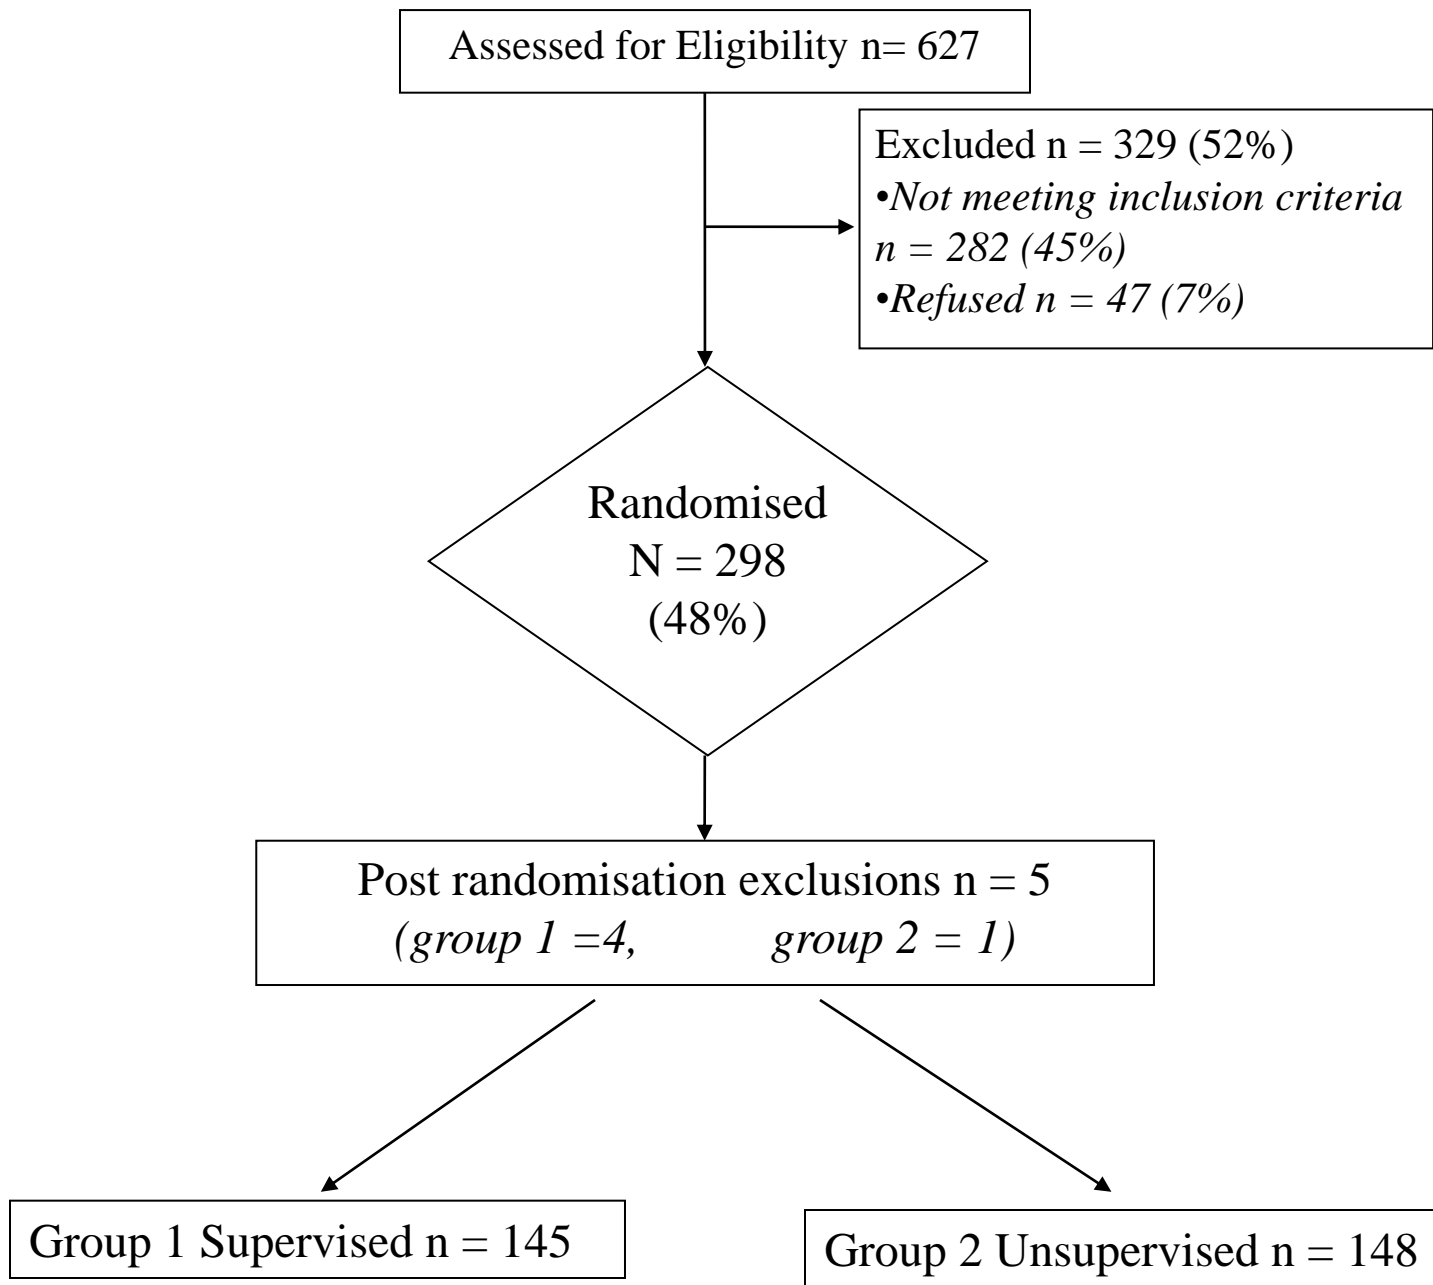 Assessed for Eligibility n= 627
Excluded n = 329 (52%)
•Not meeting inclusion criteria
n = 282 (45%)
•Refused n = 47 (7%)
Randomised
N = 298
(48%)
Post randomisation exclusions n = 5
(group 1 =4, group 2 = 1)
Group 1 Supervised n = 145
Group 2 Unsupervised n = 148